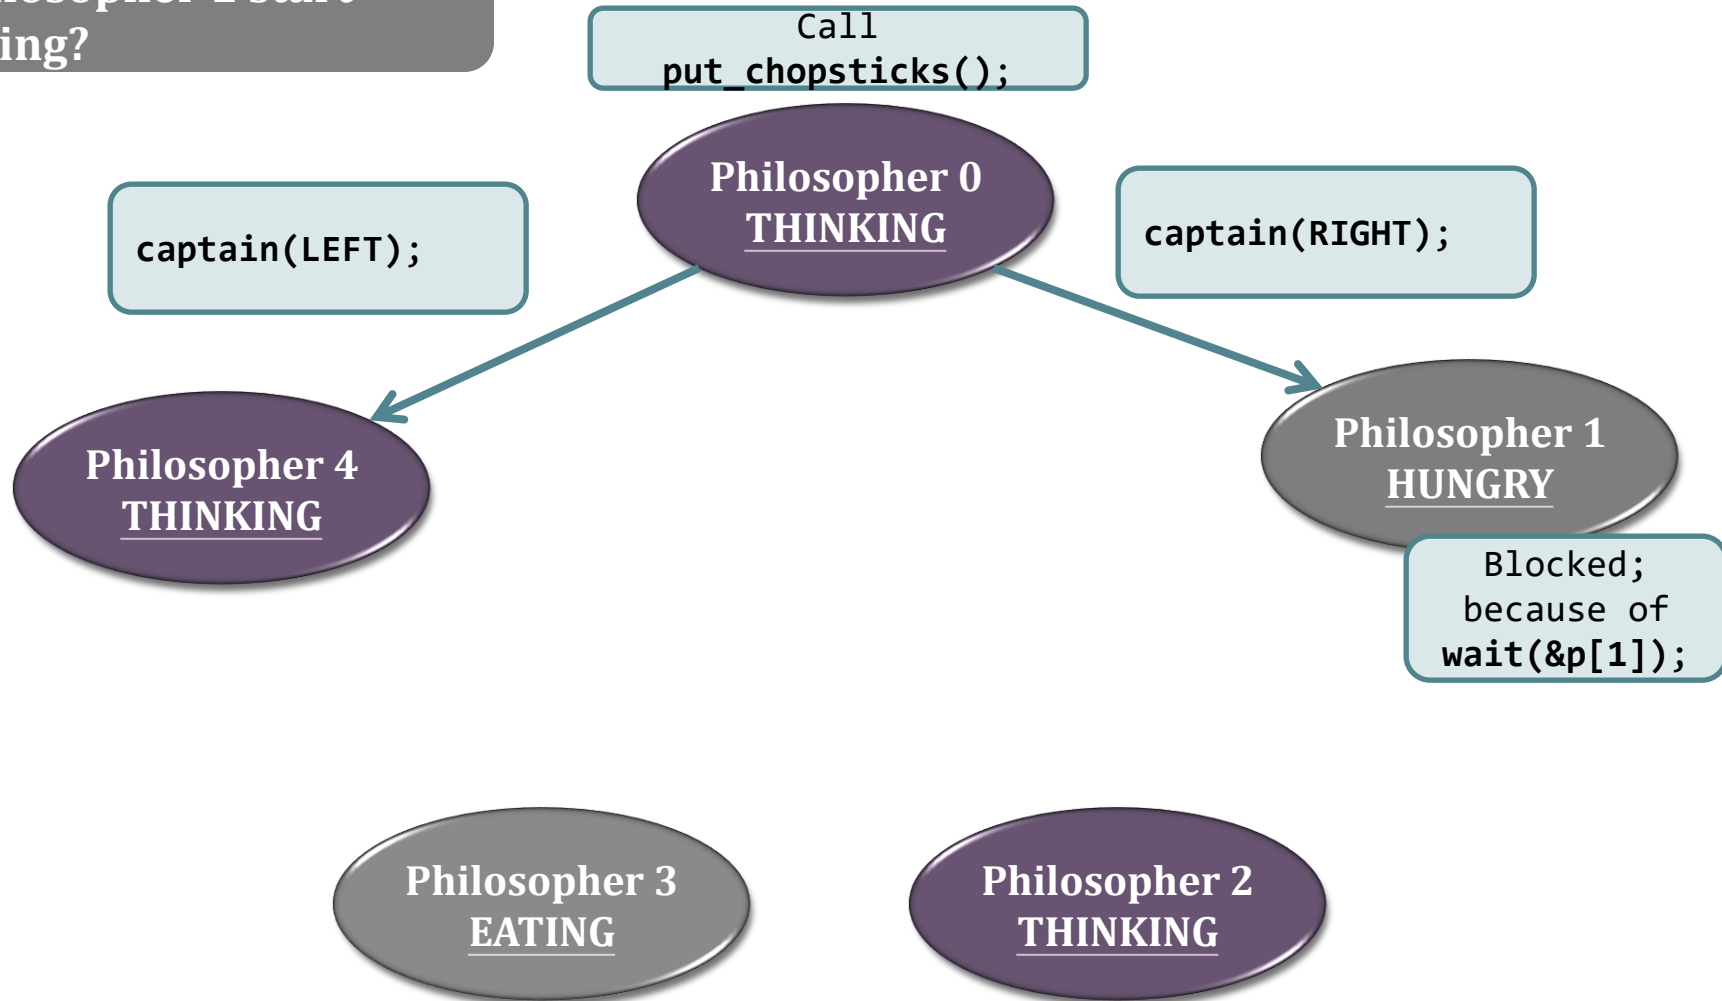 start
ing?
Call
put_chopsticks();
Philosopher 0
THINKING
captain(LEFT);
captain(RIGHT);
Philosopher 4
THINKING
Philosopher 1
HUNGRY
Blocked;
because of
wait(&p[1]);
Philosopher 3
EATING
Philosopher 2
THINKING